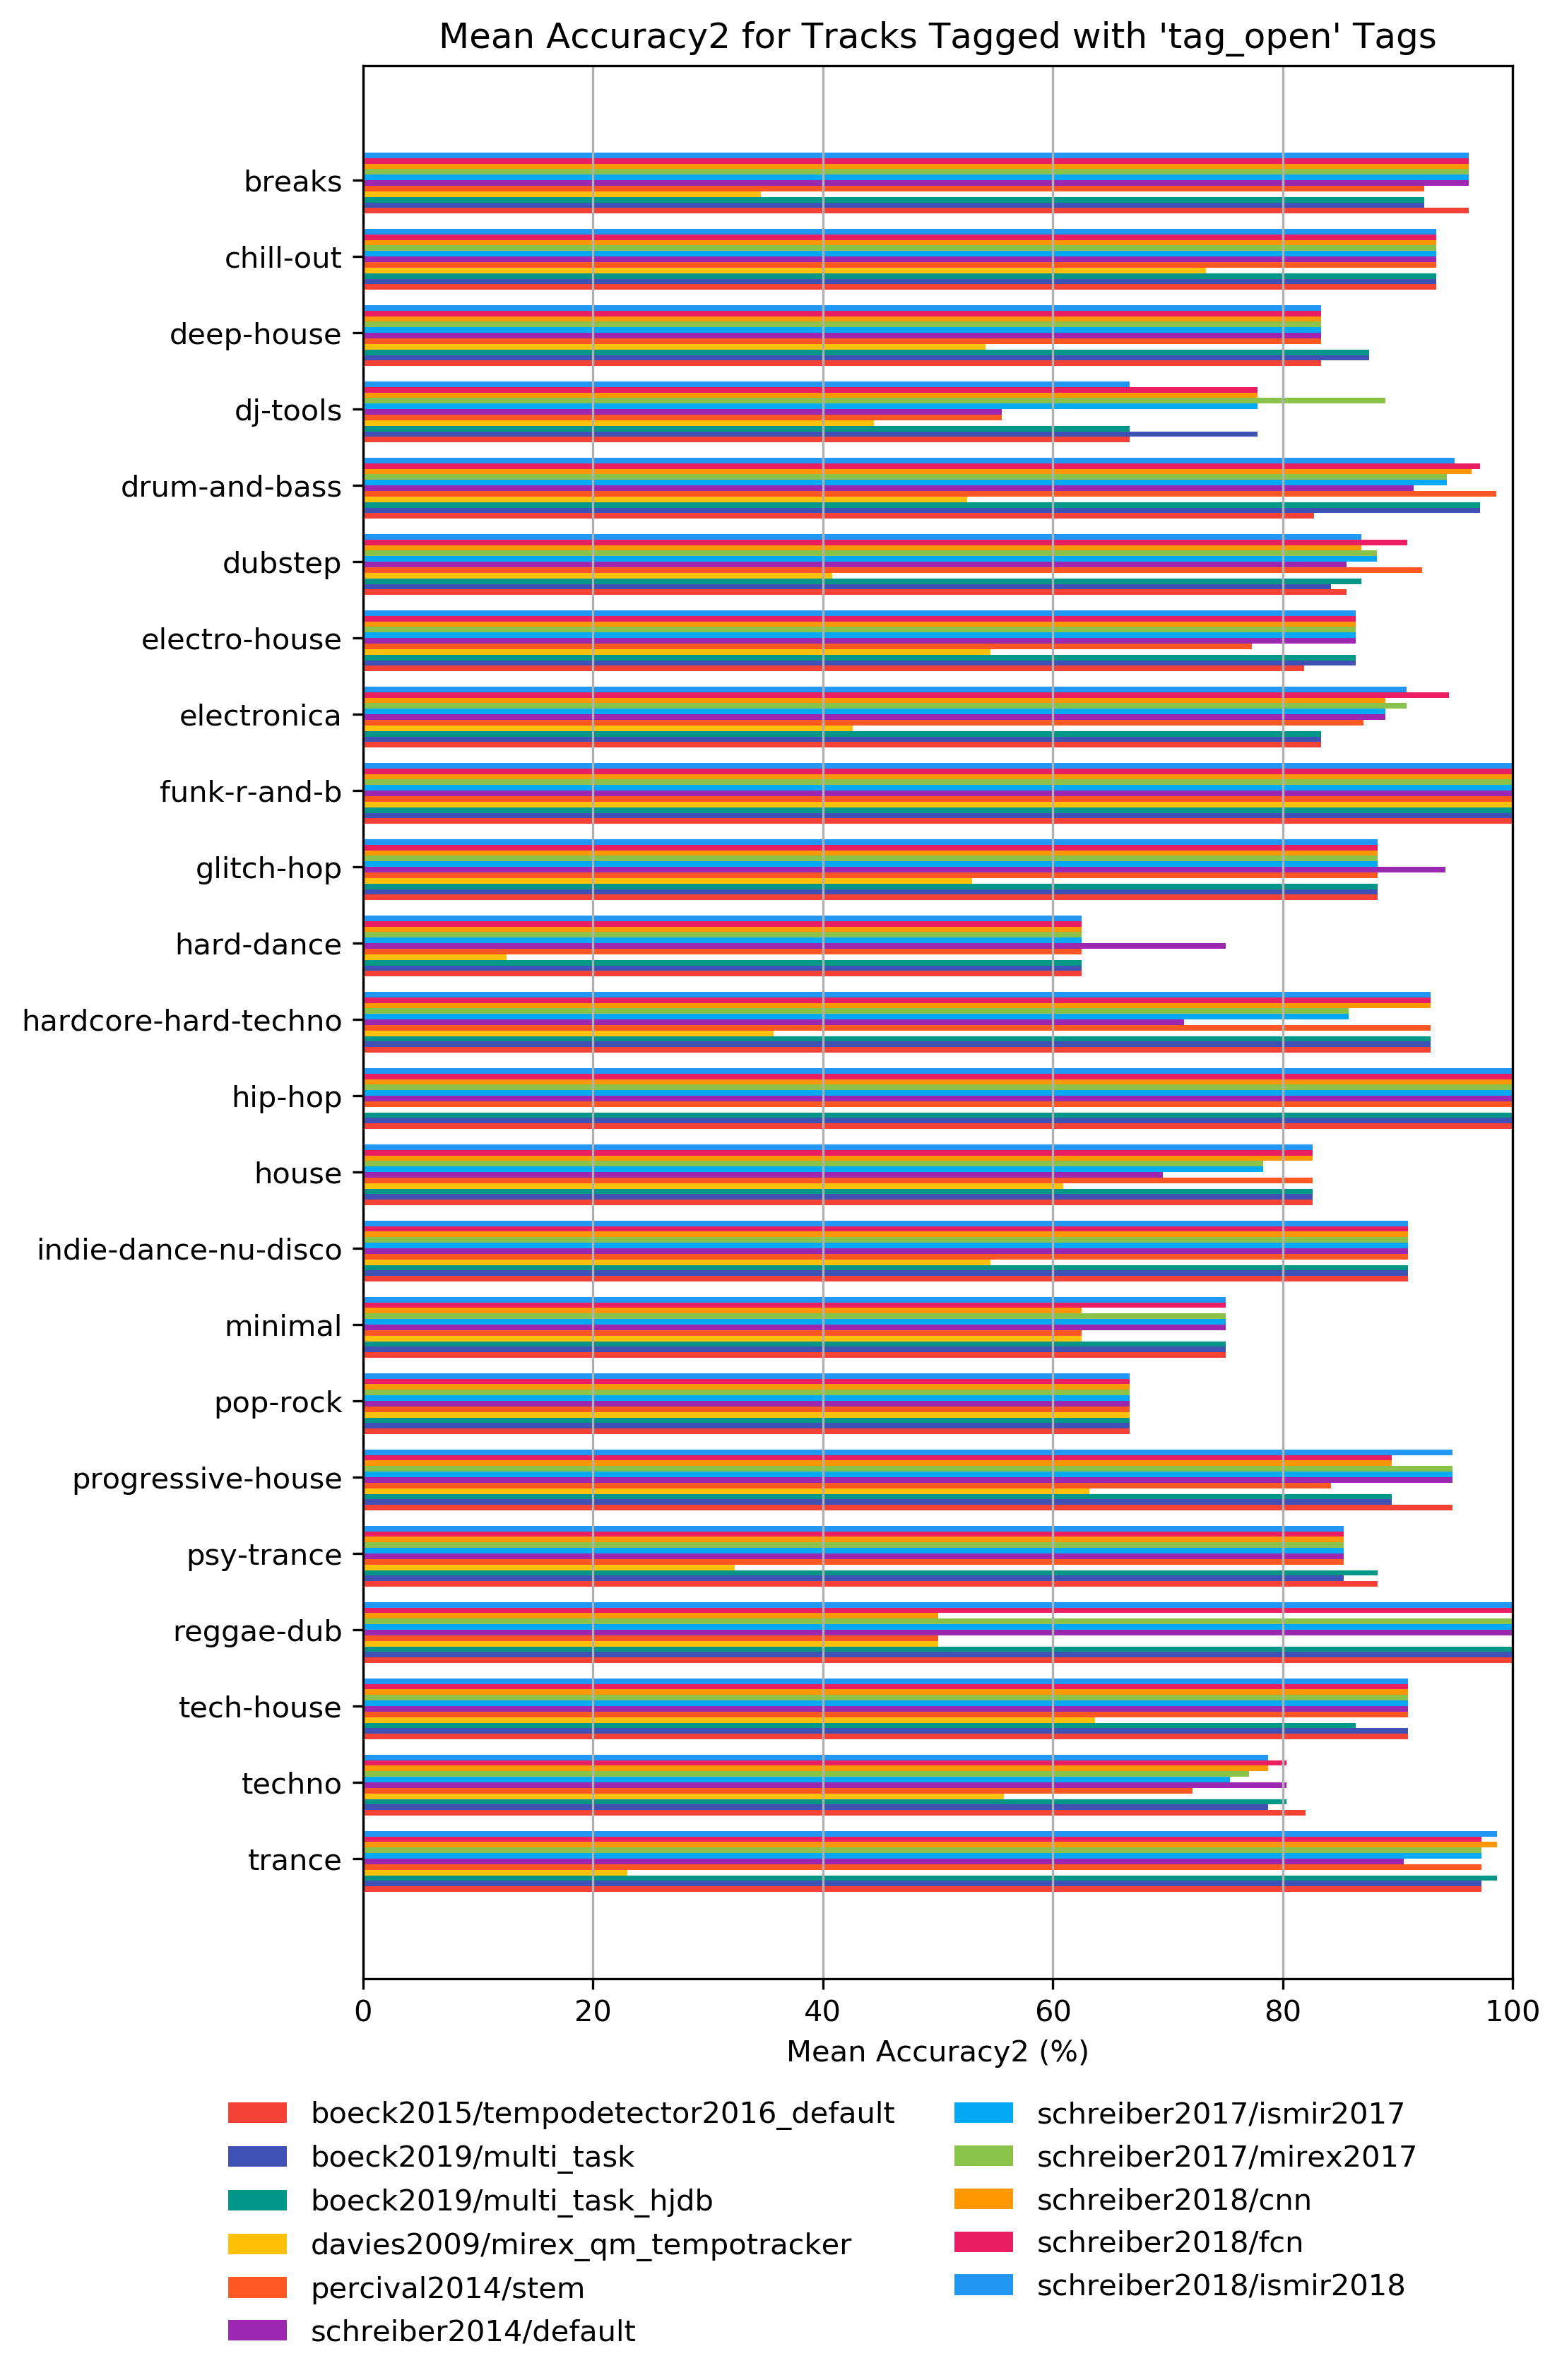 Mean Accuracy2 for Tracks Tagged with 'tag_open' Tags
breaks
chill-out
deep-house
dj-tools
drum-and-bass
dubstep
electro-house
electronica
funk-r-and-b
glitch-hop
hard-dance
hardcore-hard-techno
hip-hop
house
indie-dance-nu-disco
minimal
pop-rock
progressive-house
psy-trance
reggae-dub
tech-house
techno
trance
0 20 40 60 80 100
Mean Accuracy2 (%)
boeck2015/tempodetector2016_default
boeck2019/multi_task
boeck2019/multi_task_hjdb
davies2009/mirex_qm_tempotracker
percival2014/stem
schreiber2014/default
schreiber2017/ismir2017
schreiber2017/mirex2017
schreiber2018/cnn
schreiber2018/fcn
schreiber2018/ismir2018